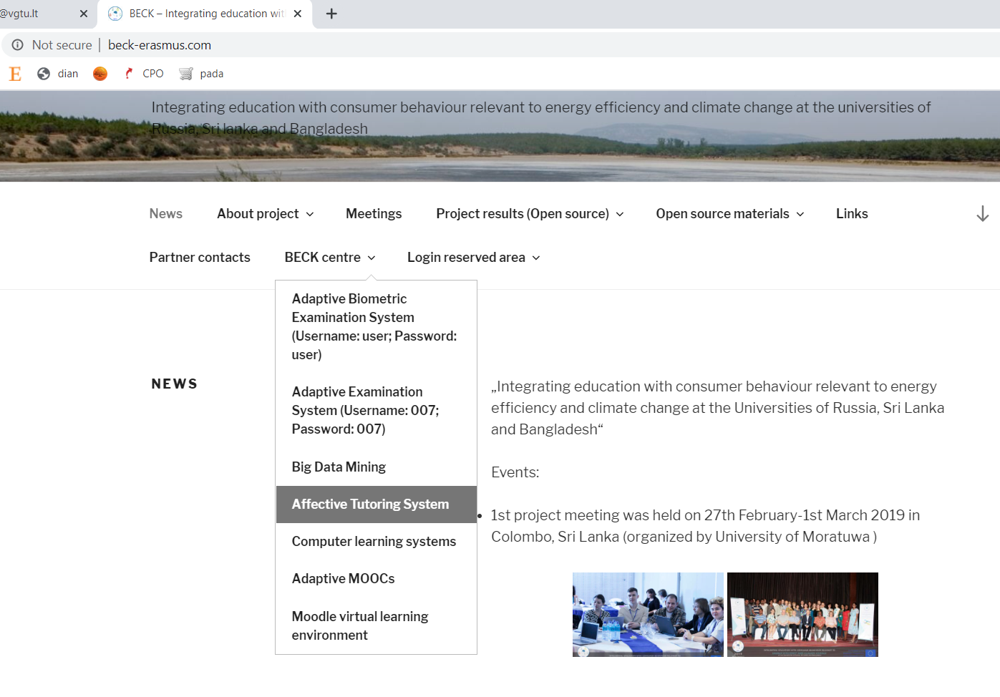 @vgtu.lt
BECK – Integrating education wit
Not secure
beck-erasmus.com
E
dian
CPO
pada
Integrating education with consumer behaviour relevant to energy efficiency and climate change at the universities of
Russia, Sri lanka and Bangladesh
News
About project
Meetings
Project results (Open source)
Open source materials
Links
Partner contacts
BECK centre
Login reserved area
Adaptive Biometric
Examination System
(Username: user; Password:
user)
Adaptive Examination
System (Username: 007;
Password: 007)
Big Data Mining
Affective Tutoring System
Computer learning systems
Adaptive MOOCs
Moodle virtual learning
environment
NEWS
„Integrating education with consumer behaviour relevant to energy
efficiency and climate change at the Universities of Russia, Sri Lanka
and Bangladesh“
Events:
1st project meeting was held on 27th February-1st March 2019 in
Colombo, Sri Lanka (organized by University of Moratuwa )